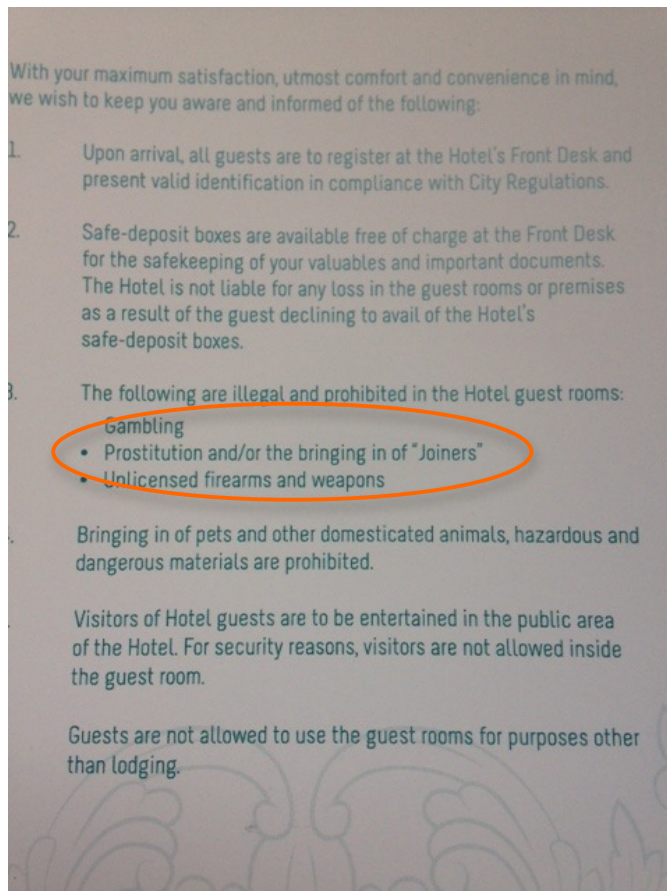 With your maximum satisfaction, utmost comfort and convenience in mind,
we wish to keep you aware and informed of the following:
1. Upon arrival, all guests are to register at the Hotel's Front Desk and
present valid identification in compliance with City Regulations.
2. Safe-deposit boxes are available free of charge at the Front Desk
for the safekeeping of your valuables and important documents.
The Hotel is not liable for any loss in the guest rooms or premises
as a result of the guest declining to avail of the Hotel's
safe-deposit boxes.
3. The following are illegal and prohibited in the Hotel guest rooms:
Gambling
• Prostitution and/or the bringing in of "Joiners"
• Unlicensed firearms and weapons
Bringing in of pets and other domesticated animals, hazardous and
dangerous materials are prohibited.
Visitors of Hotel guests are to be entertained in the public area
of the Hotel. For security reasons, visitors are not allowed inside
the guest room.
Guests are not allowed to use the guest rooms for purposes other
than lodging.